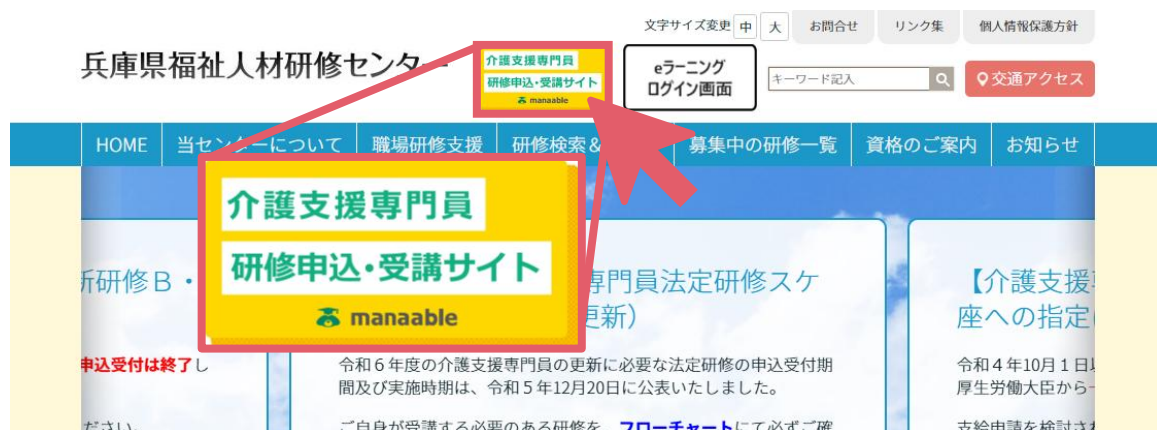 文字サイズ変更 中 大 お問合せ リンク集 個人情報保護方針
兵庫県福祉人材研修センター
介護支援専門員
研修申込・受講サイト
manaable
eラーニング
ログイン画面
キーワード記入
交通アクセス
HOME 当センターについて 職場研修支援 研修検索& 募集中の研修一覧 資格のご案内 お知らせ
介護支援専門員
研修申込・受講サイト
manaable
研修B・
専門員法定研修スケ
更新）
申込受付は終了し
ださい。
令和６年度の介護支援専門員の更新に必要な法定研修の申込受付期
間及び実施時期は、令和５年12月20日に公表いたしました。
ご自身が受講する必要のある研修を、フローチャートにて必ずご確
【介護支援
座への指定
令和４年10月１日
厚生労働大臣から
支給申請を検討され